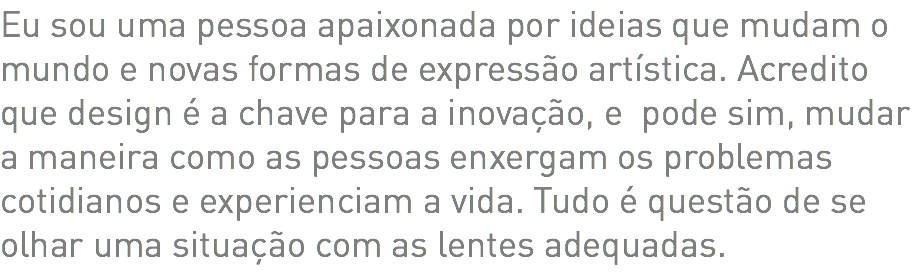 Eu sou uma pessoa apaixonada por ideias que mudam o
mundo e novas formas de expressão artística. Acredito
que design é a chave para a inovação, e  pode sim, mudar
a maneira como as pessoas enxergam os problemas
cotidianos e experienciam a vida. Tudo é questão de se
olhar uma situação com as lentes adequadas.